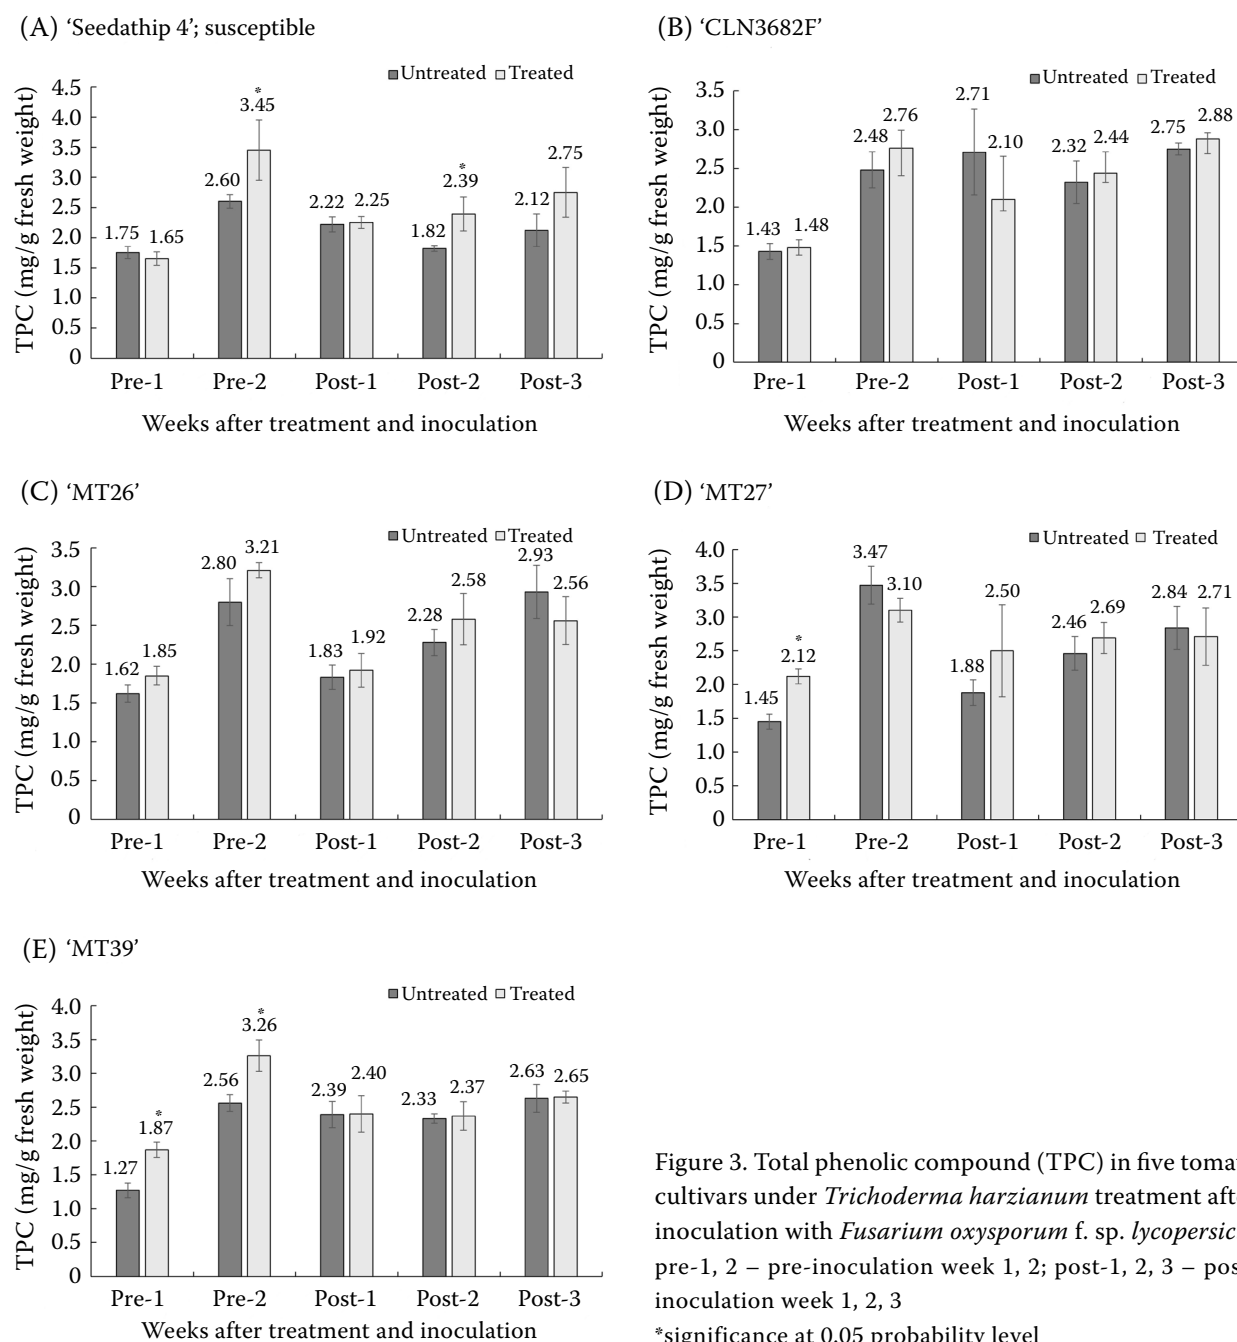 (A) ‘Seedathip 4’; susceptible
Untreated Treated
TPC (mg/g fresh weight)
4.5
4.0
3.5
3.0
2.5
2.0
1.5
1.0
0.5
0
1.75 1.65 2.60 3.45 * 2.22 2.25 1.82 2.39 * 2.12 2.75
Pre-1 Pre-2 Post-1 Post-2 Post-3
Weeks after treatment and inoculation
(B) ‘CLN3682F’
Untreated Treated
TPC (mg/g fresh weight)
3.5
3.0
2.5
2.0
1.5
1.0
0.5
0
1.43 1.48 2.48 2.76 2.71 2.10 2.32 2.44 2.75 2.88
Pre-1 Pre-2 Post-1 Post-2 Post-3
Weeks after treatment and inoculation
(C) ‘MT26’
Untreated Treated
TPC (mg/g fresh weight)
3.5
3.0
2.5
2.0
1.5
1.0
0.5
0
1.62 1.85 2.80 3.21 1.83 1.92 2.28 2.58 2.93 2.56
Pre-1 Pre-2 Post-1 Post-2 Post-3
Weeks after treatment and inoculation
(D) ‘MT27’
Untreated Treated
TPC (mg/g fresh weight)
4.0
3.5
3.0
2.5
2.0
1.5
1.0
0.5
0
1.45 2.12 * 3.47 3.10 1.88 2.50 2.46 2.69 2.84 2.71
Pre-1 Pre-2 Post-1 Post-2 Post-3
Weeks after treatment and inoculation
(E) ‘MT39’
Untreated Treated
TPC (mg/g fresh weight)
4.0
3.5
3.0
2.5
2.0
1.5
1.0
0.5
0
1.27 1.87 * 2.56 3.26 * 2.39 2.40 2.33 2.37 2.63 2.65
Pre-1 Pre-2 Post-1 Post-2 Post-3
Weeks after treatment and inoculation
Figure 3. Total phenolic compound (TPC) in five
cultivars under Trichoderma harzianum treatment
inoculation with Fusarium oxysporum f. sp.
pre-1, 2 – pre-inoculation week 1, 2; post-1, 2, 3 –
inoculation week 1, 2, 3
*significance at 0.05 probability level